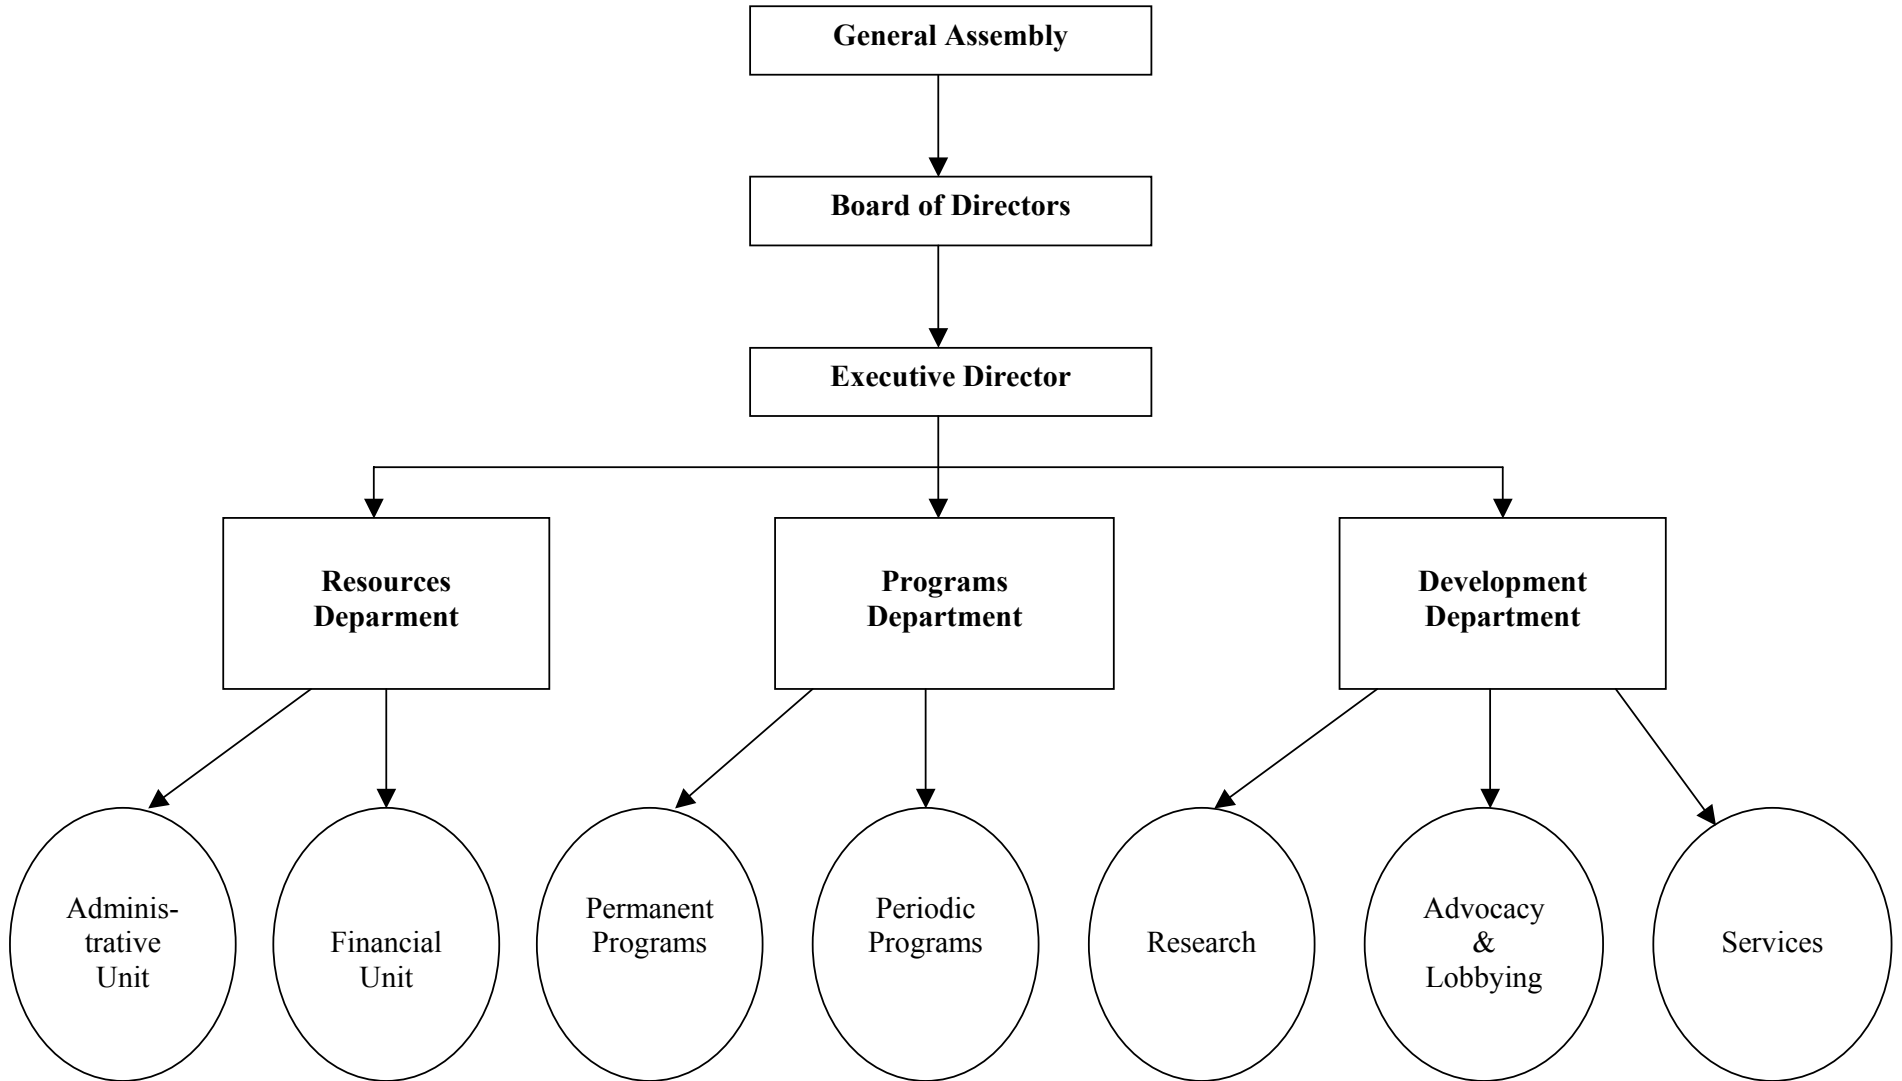 General Assembly
Board of Directors
Executive Director
Resources
Deparment
Programs
Department
Development
Department
Adminis-
trative
Unit
Financial
Unit
Permanent
Programs
Periodic
Programs
Research
Advocacy
&
Lobbying
Services